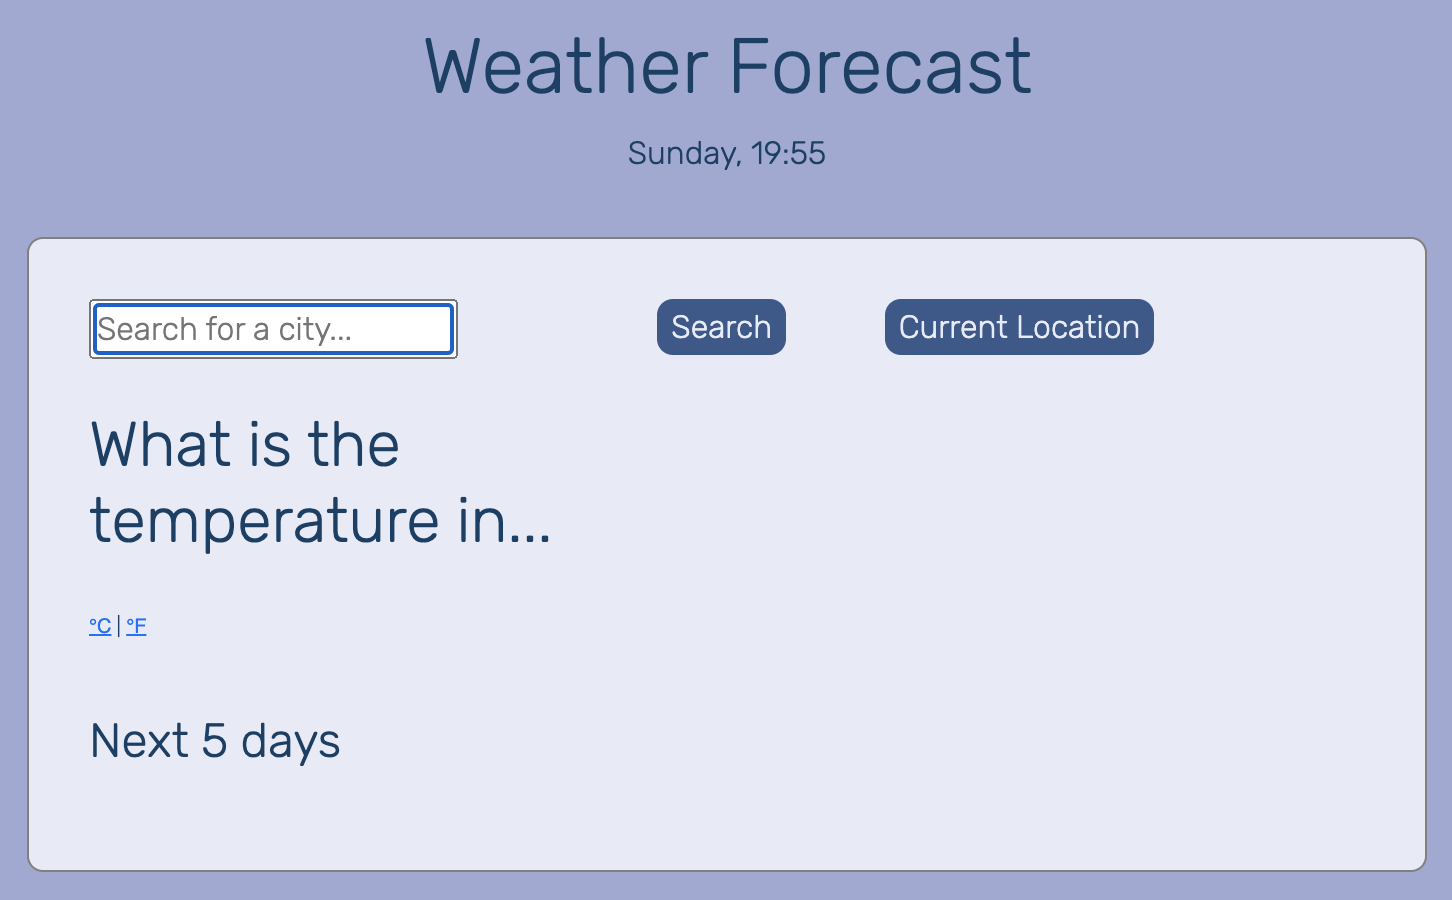 Weather Forecast
Sunday, 19:55
Search for a city...
Search
Current Location
What is the
temperature in...
°C | °F
Next 5 days